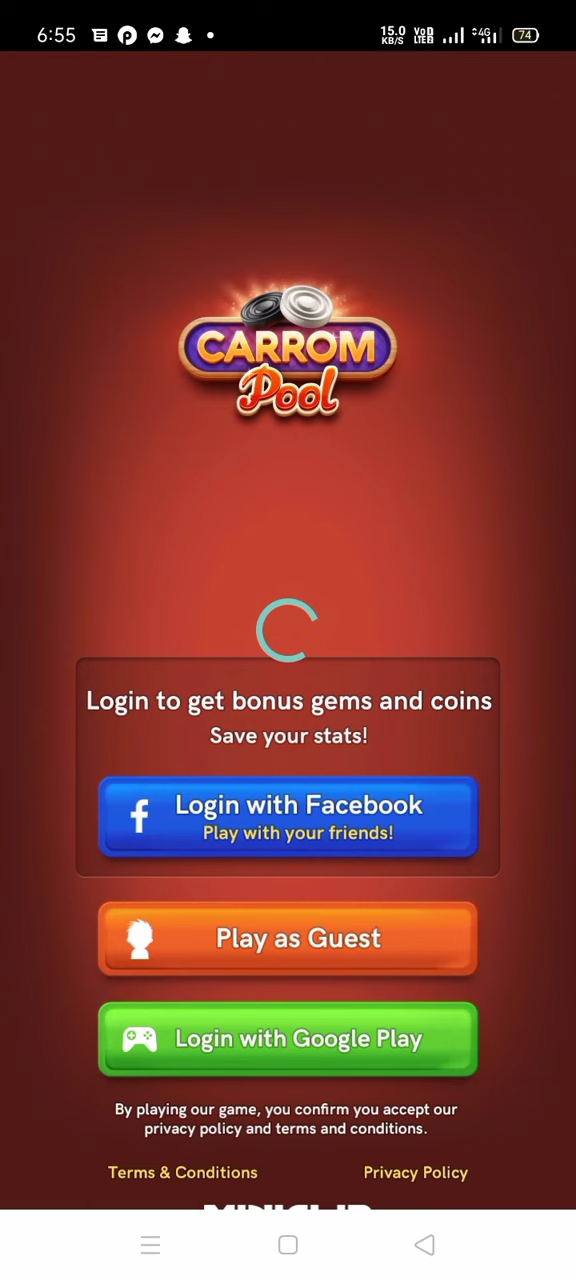 6:55
15.0
KB/S
VoD
LTE2
4G
74
CARROM
Pool
Login to get bonus gems and coins
Save your stats!
Login with Facebook
Play with your friends!
Play as Guest
Login with Google Play
By playing our game, you confirm you accept our
privacy policy and terms and conditions.
Terms & Conditions
Privacy Policy
MINICLIP